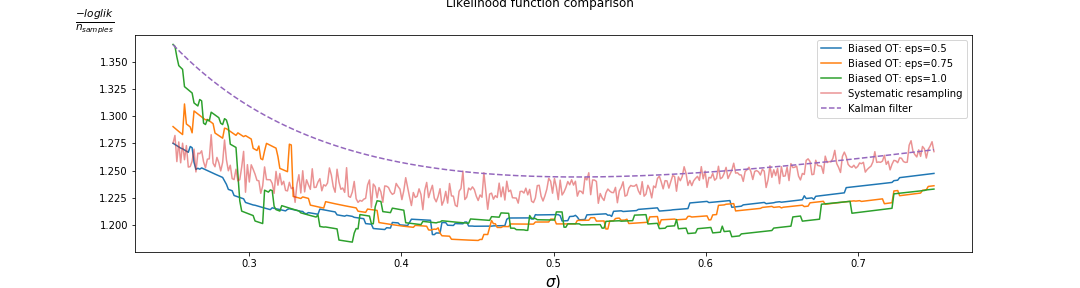 Likelihood function comparison
−loglik
n_samples
1.350
1.325
1.300
1.275
1.250
1.225
1.200
Biased OT: eps=0.5
Biased OT: eps=0.75
Biased OT: eps=1.0
Systematic resampling
Kalman filter
0.3 0.4 0.5 0.6 0.7
σ)